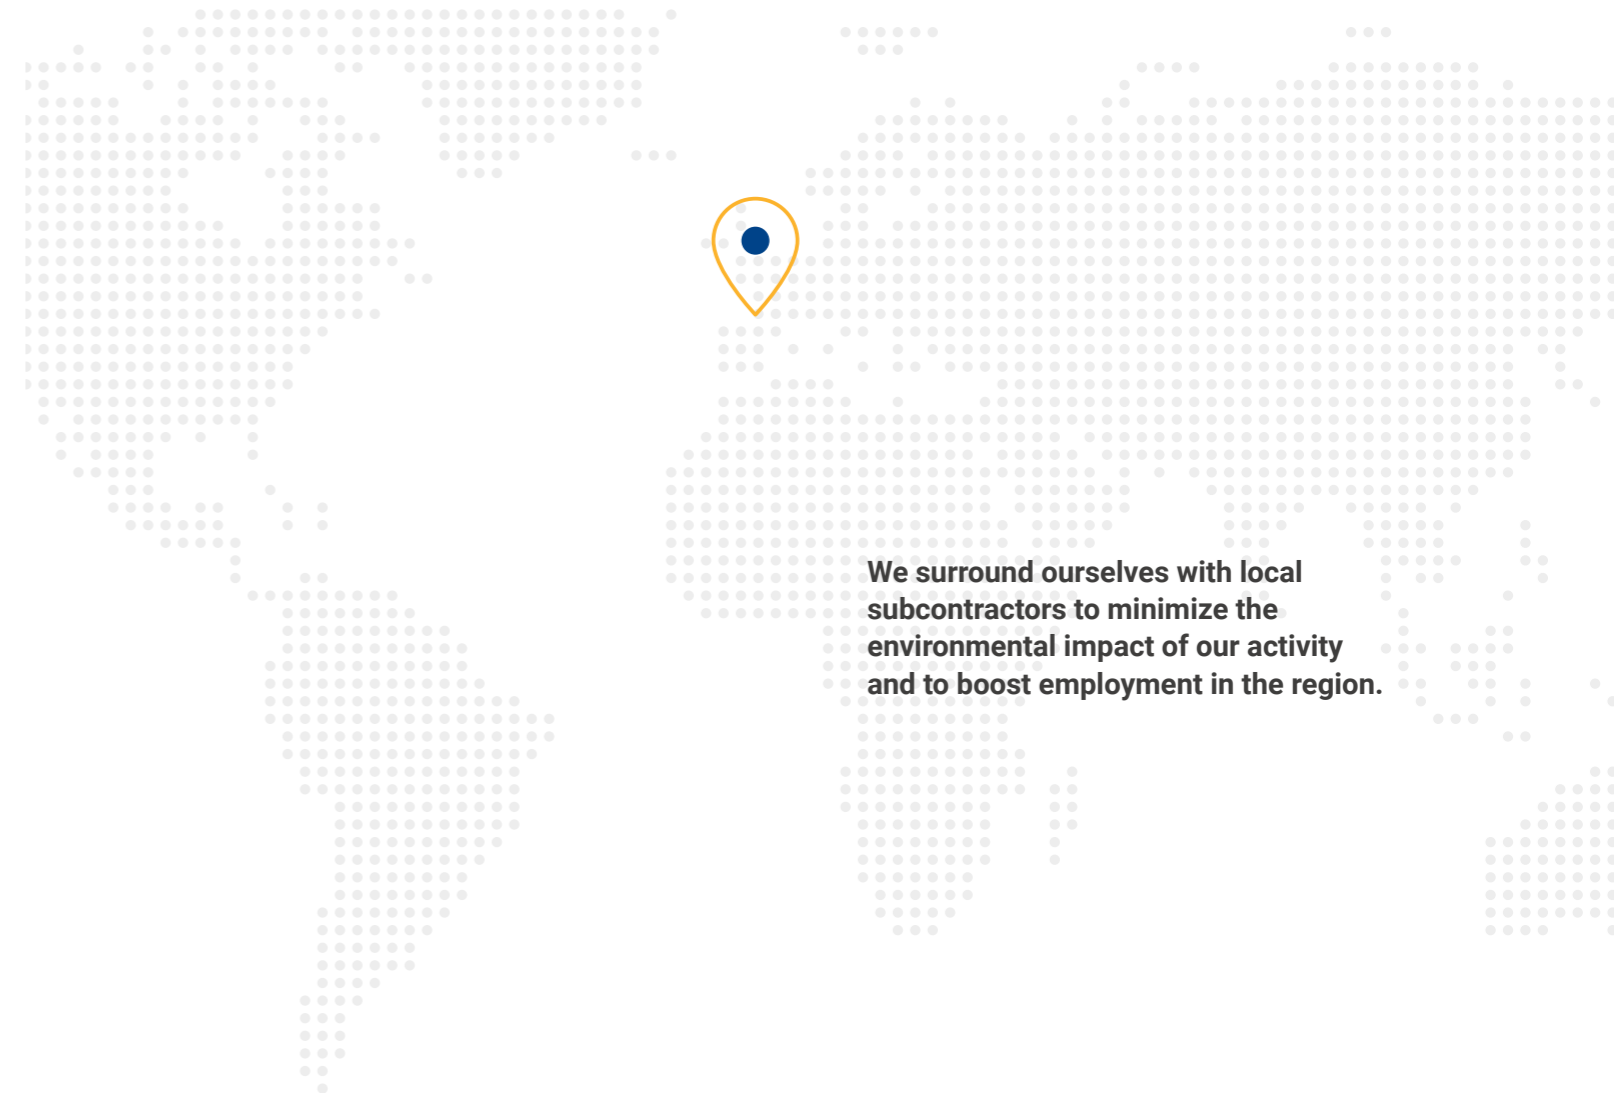 We surround ourselves with local
subcontractors to minimize the
environmental impact of our activity
and to boost employment in the region.